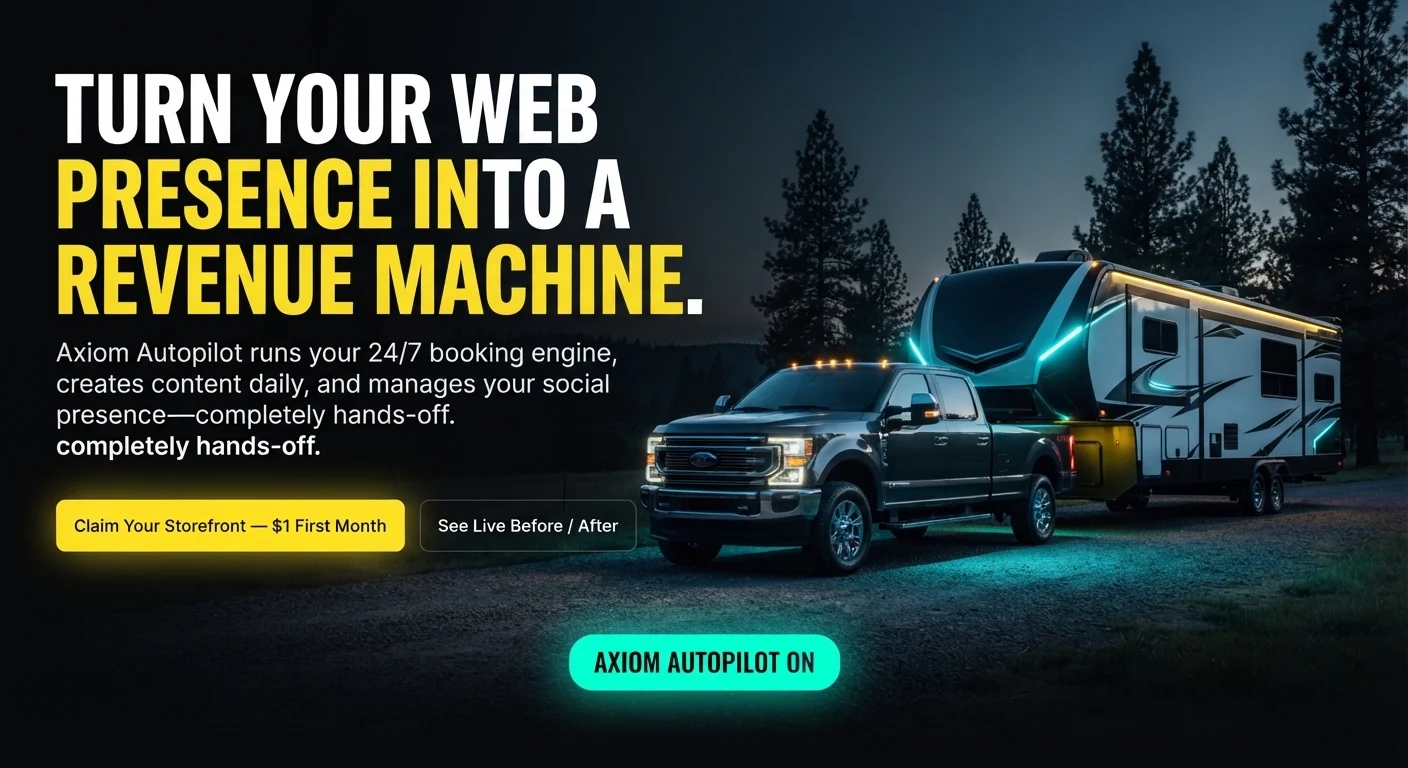 TURN YOUR WEB
PRESENCE INTO A
REVENUE MACHINE.
Axiom Autopilot runs your 24/7 booking engine,
creates content daily, and manages your social
presence—completely hands-off.
completely hands-off.
Claim Your Storefront — $1 First Month
See Live Before / After
AXIOM AUTOPILOT ON